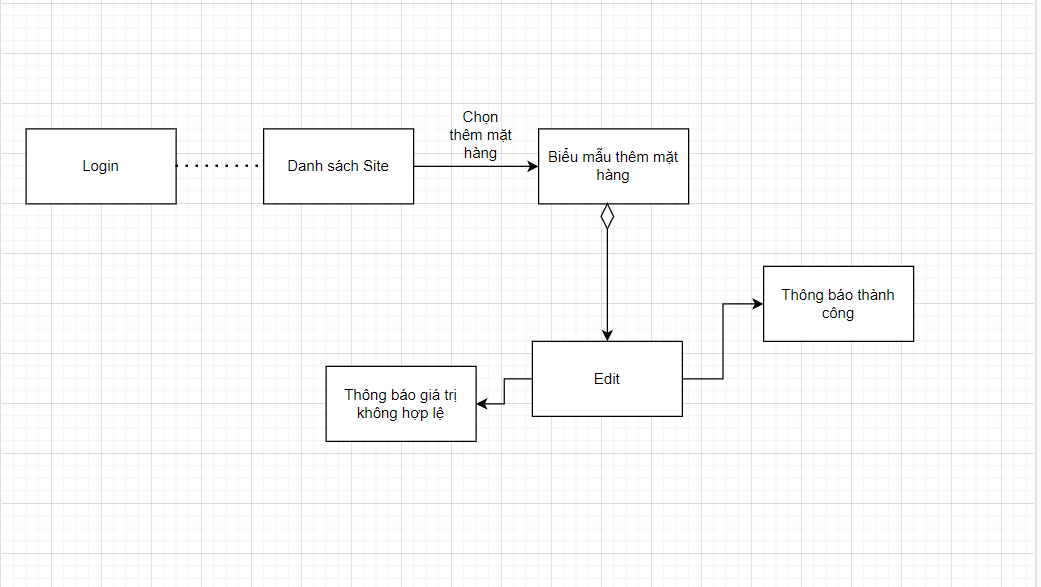 Login
Danh sách Site
Chọn
thêm mặt
hàng
Biểu mẫu thêm mặt
hàng
Thông báo thành
công
Edit
Thông báo giá trị
không hợp lệ